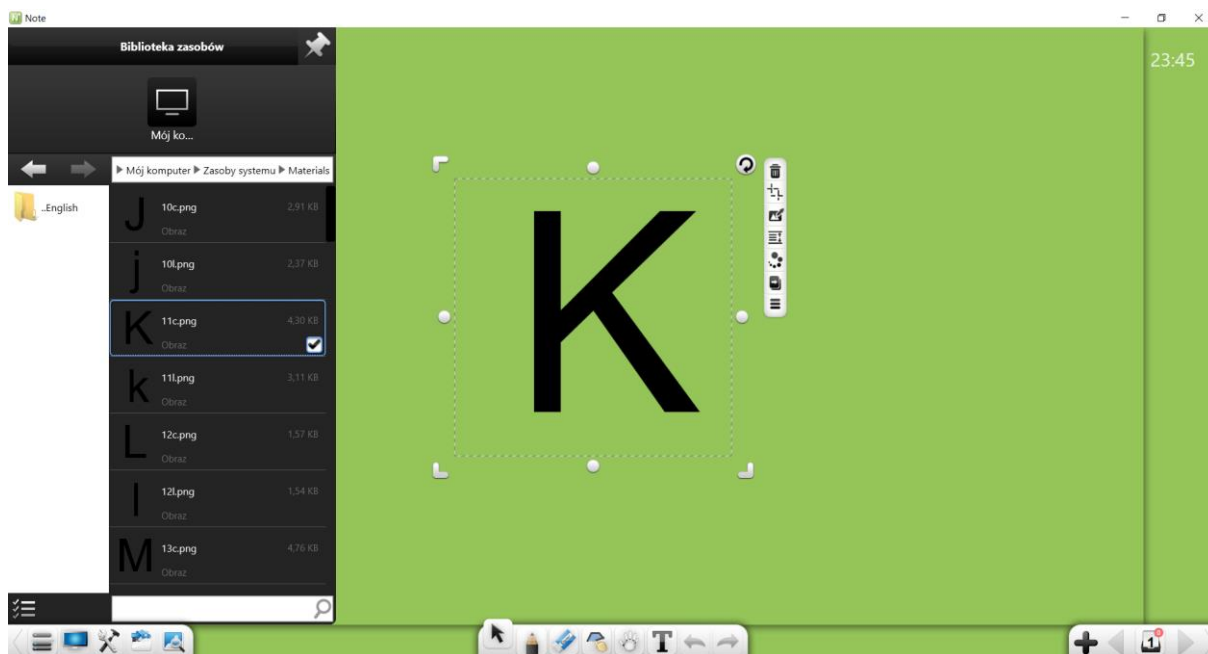 Note
Biblioteka zasobów
23:45
Mój ko...
Mój komputer Zasoby systemu Materials
..English
J 10c.png 2,91 KB
Obraz
j 10l.png 2,37 KB
Obraz
K 11c.png 4,30 KB
Obraz
k 11l.png 3,11 KB
Obraz
L 12c.png 1,57 KB
Obraz
l 12l.png 1,54 KB
Obraz
M 13c.png 4,76 KB
Obraz
K
T
1